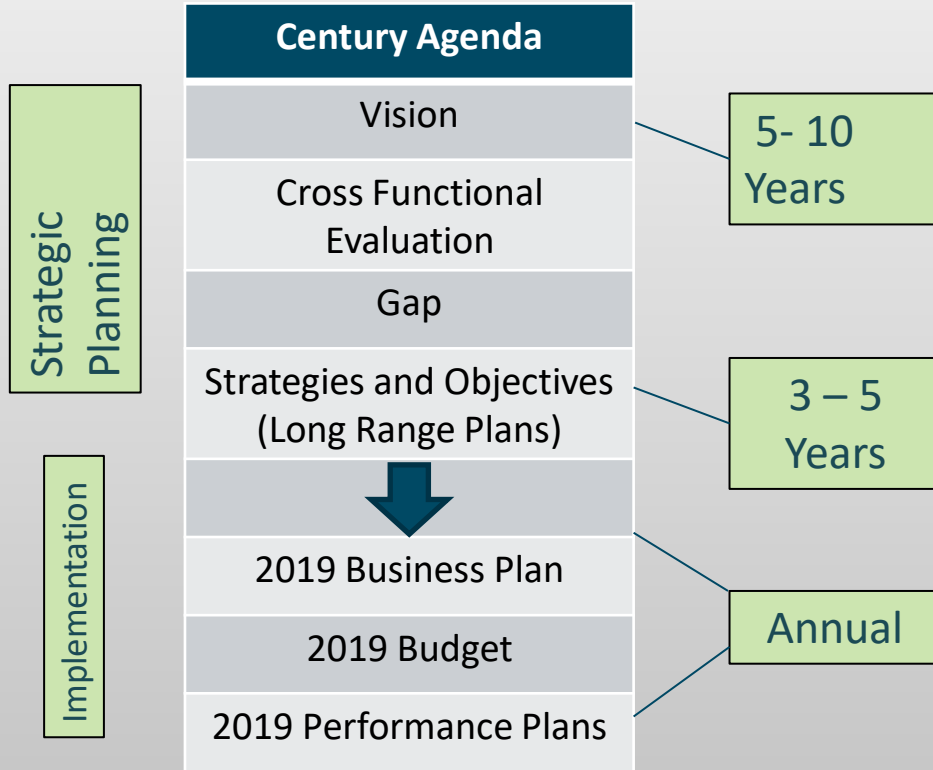 Century Agenda
Strategic
Planning
Vision
5- 10
Years
Cross Functional
Evaluation
Gap
Strategies and Objectives
(Long Range Plans)
3 – 5
Years
Implementation
2019 Business Plan
2019 Budget
2019 Performance Plans
Annual